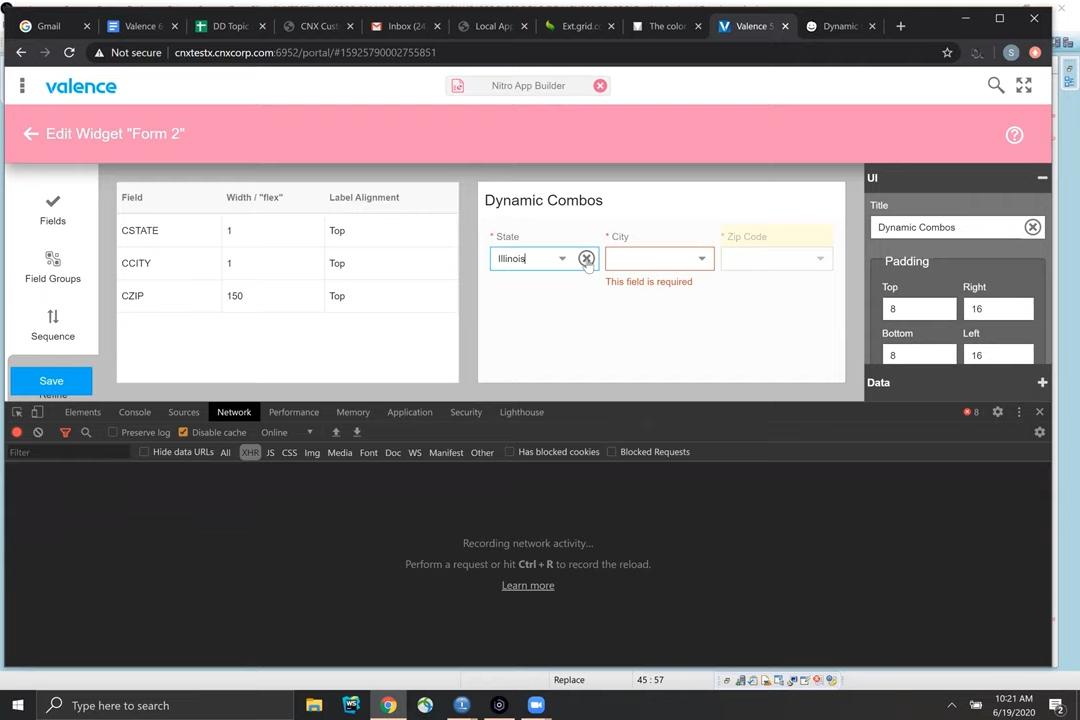 Gmail
Valence 6
DD Topic
CNX Cust
Inbox (24
Local App
Ext.grid.c
The color
Valence 5
Dynamic
Not secure cnxtestx.cnxcorp.com:6952/portal/#15925790002755851
S
valence
Nitro App Builder
Edit Widget "Form 2"
Fields
Field Groups
Sequence
Save
Field Width / "flex" Label Alignment
CSTATE 1 Top
CCITY 1 Top
CZIP 150 Top
Dynamic Combos
* State * City * Zip Code
Illinois
This field is required
UI
Title
Dynamic Combos
Padding
Top Right
8 16
Bottom Left
8 16
Data
Elements Console Sources Network Performance Memory Application Security Lighthouse 8
Preserve log Disable cache Online
Filter Hide data URLs All XHR JS CSS Img Media Font Doc WS Manifest Other Has blocked cookies Blocked Requests
Recording network activity...
Perform a request or hit Ctrl + R to record the reload.
Learn more
Replace 45 : 57
Type here to search
WS
10:21 AM
6/19/2020
2